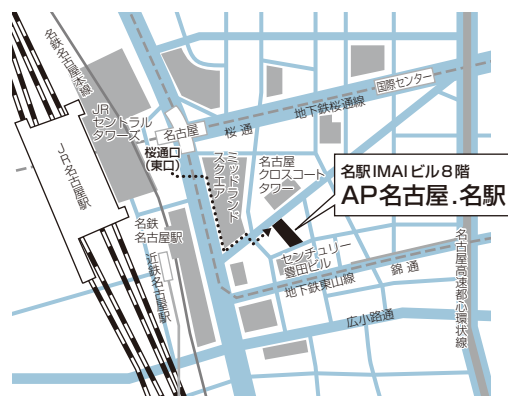 名鉄名古屋本線
JR
セントラル
タワーズ
JR名古屋駅
名古屋
桜通
地下鉄桜通線
国際センター
桜通口
(東口)
ミッドランド
スクエア
名古屋
クロスコート
タワー
名駅IMAIビル8階
AP名古屋.名駅
名鉄
名古屋駅
近鉄名古屋駅
センチュリー
豊田ビル
錦通
地下鉄東山線
広小路通
名古屋高速都心環状線